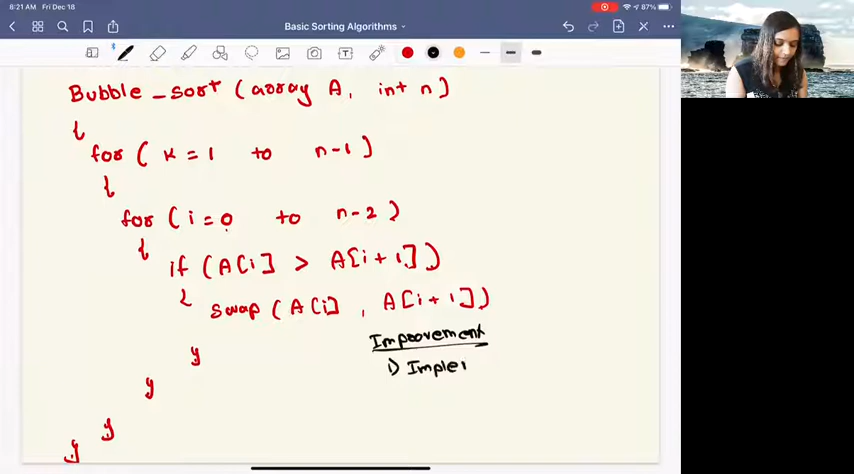 8:21 AM Fri Dec 18
87%
Basic Sorting Algorithms
Bubble_sort (array A, int n)
{
for (k = 1 to n-1)
{
for (i = 0 to n-2)
{
if (A[i] > A[i+1])
{ swap (A[i], A[i+1])
}
}
}
}
Improvement
1) Imple